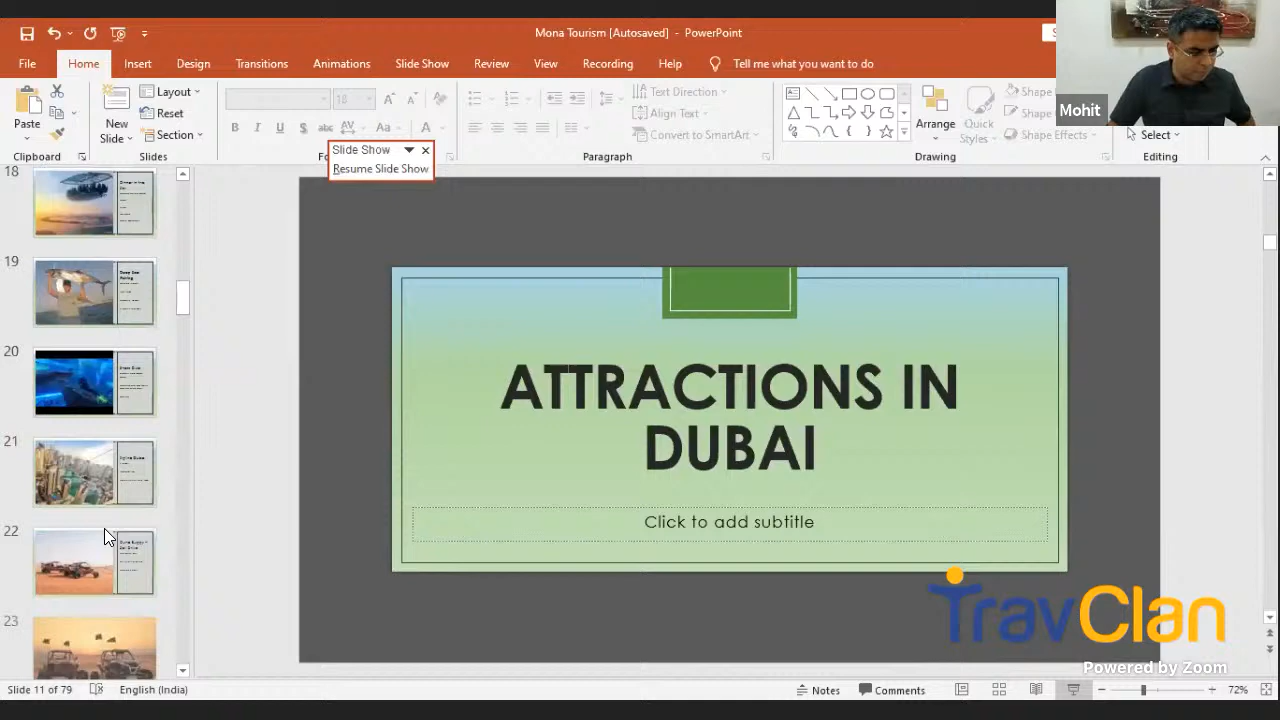 Mona Tourism [Autosaved] - PowerPoint
File Home Insert Design Transitions Animations Slide Show Review View Recording Help Tell me what you want to do
Mohit
Paste
Clipboard
New
Slide
Layout
Reset
Section
Slides
18
B I U S abc AV Aa A
Slide Show
Resume Slide Show
Text Direction
Align Text
Convert to SmartArt
Paragraph
Arrange
Quick
Styles
Shape Effects
Drawing
Select
Editing
18
19
20
21
22
23
ATTRACTIONS IN
DUBAI
Click to add subtitle
TravClan
Powered by Zoom
Slide 11 of 79 English (India) Notes Comments 72%